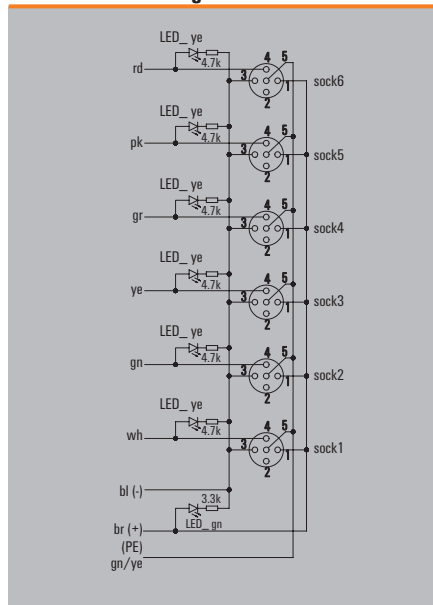 LED_ ye
rd 4.7k 3 4 5 1 2 sock6
LED_ ye
pk 4.7k 3 4 5 1 2 sock5
LED_ ye
gr 4.7k 3 4 5 1 2 sock4
LED_ ye
ye 4.7k 3 4 5 1 2 sock3
LED_ ye
gn 4.7k 3 4 5 1 2 sock2
LED_ ye
wh 4.7k 3 4 5 1 2 sock1
bl (-)
3.3k
LED_ gn
br (+)
(PE)
gn/ye